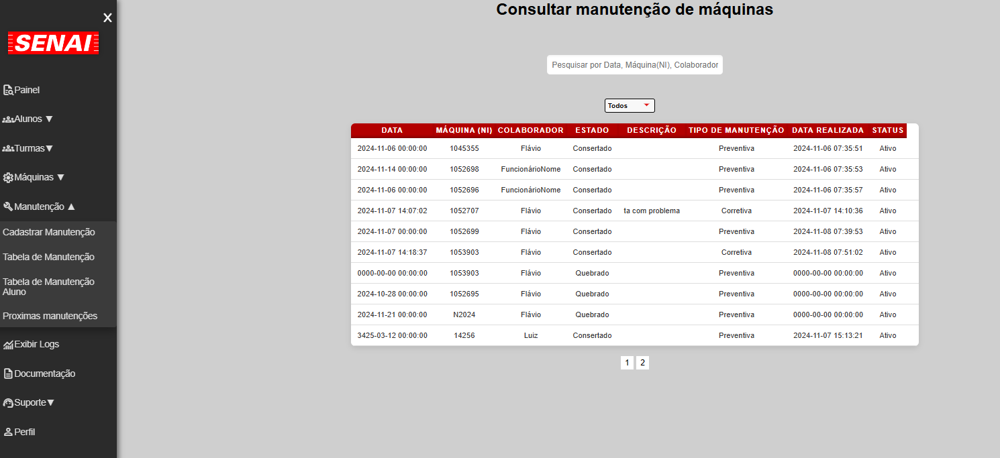 X
SENAI
Painel
Alunos ▼
Turmas▼
Máquinas ▼
Manutenção ▲
Cadastrar Manutenção
Tabela de Manutenção
Tabela de Manutenção
Aluno
Proximas manutenções
Exibir Logs
Documentação
Suporte▼
Perfil
Consultar manutenção de máquinas
Pesquisar por Data, Máquina(NI), Colaborador
Todos
DATA MÁQUINA (NI) COLABORADOR ESTADO DESCRIÇÃO TIPO DE MANUTENÇÃO DATA REALIZADA STATUS
2024-11-06 00:00:00 1045355 Flávio Consertado Preventiva 2024-11-06 07:35:51 Ativo
2024-11-14 00:00:00 1052698 FuncionárioNome Consertado Preventiva 2024-11-06 07:35:53 Ativo
2024-11-06 00:00:00 1052696 FuncionárioNome Consertado Preventiva 2024-11-06 07:35:57 Ativo
2024-11-07 14:07:02 1052707 Flávio Consertado ta com problema Corretiva 2024-11-07 14:10:36 Ativo
2024-11-07 00:00:00 1052699 Flávio Consertado Preventiva 2024-11-08 07:39:53 Ativo
2024-11-07 14:18:37 1053903 Flávio Consertado Corretiva 2024-11-08 07:51:02 Ativo
0000-00-00 00:00:00 1053903 Flávio Quebrado Preventiva 0000-00-00 00:00:00 Ativo
2024-10-28 00:00:00 1052695 Flávio Quebrado Preventiva 0000-00-00 00:00:00 Ativo
2024-11-21 00:00:00 N2024 Flávio Quebrado Preventiva 0000-00-00 00:00:00 Ativo
3425-03-12 00:00:00 14256 Luiz Consertado Preventiva 2024-11-07 15:13:21 Ativo
1 2